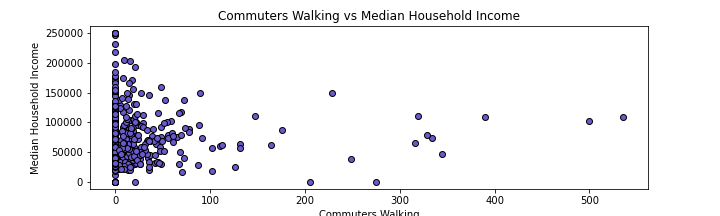 Commuters Walking vs Median Household Income
250000
200000
150000
100000
50000
0
Median Household Income
0 100 200 300 400 500
Commuters Walking